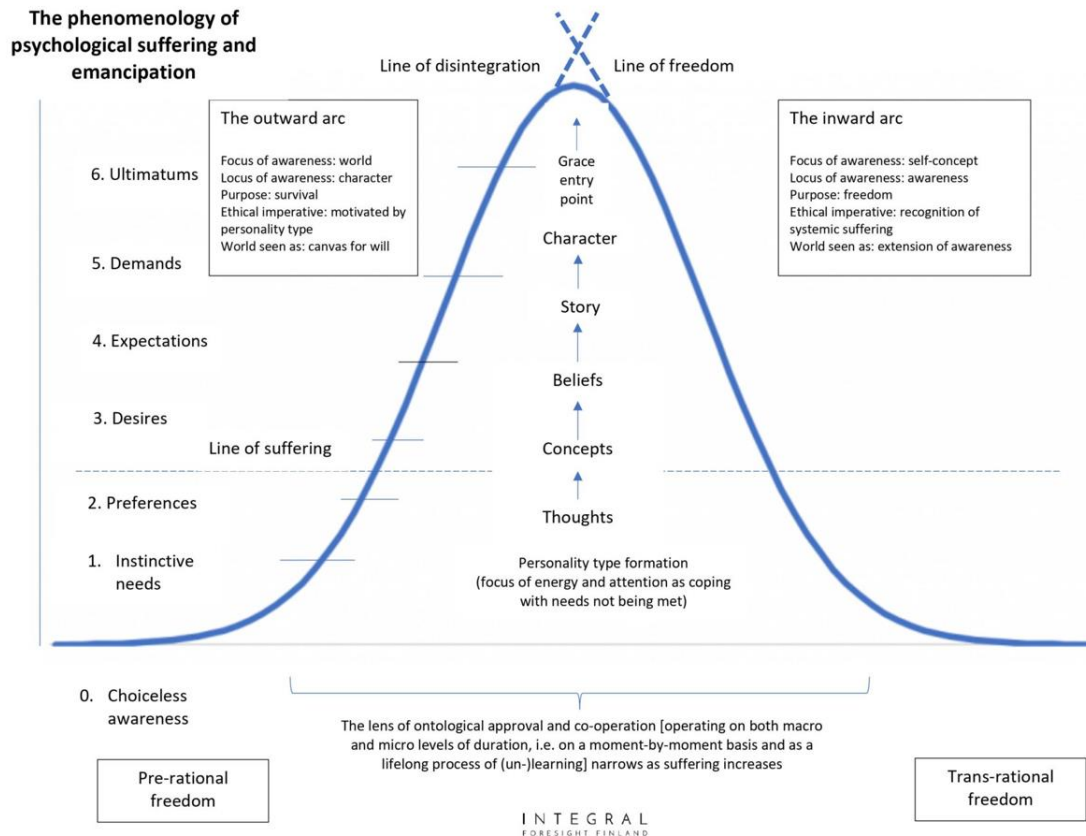 The phenomenology of
psychological suffering and
emancipation
Line of disintegration
Line of freedom
The outward arc
Focus of awareness: world
Locus of awareness: character
Purpose: survival
Ethical imperative: motivated by
personality type
World seen as: canvas for will
The inward arc
Focus of awareness: self-concept
Locus of awareness: awareness
Purpose: freedom
Ethical imperative: recognition of
systemic suffering
World seen as: extension of awareness
6. Ultimatums
5. Demands
4. Expectations
3. Desires
Line of suffering
2. Preferences
1. Instinctive
needs
Grace
entry
point
Character
Story
Beliefs
Concepts
Thoughts
Personality type formation
(focus of energy and attention as coping
with needs not being met)
0. Choiceless
awareness
The lens of ontological approval and co-operation [operating on both macro
and micro levels of duration, i.e. on a moment-by-moment basis and as a
lifelong process of (un-)learning] narrows as suffering increases
Pre-rational
freedom
Trans-rational
freedom
INTEGRAL
FORESIGHT FINLAND